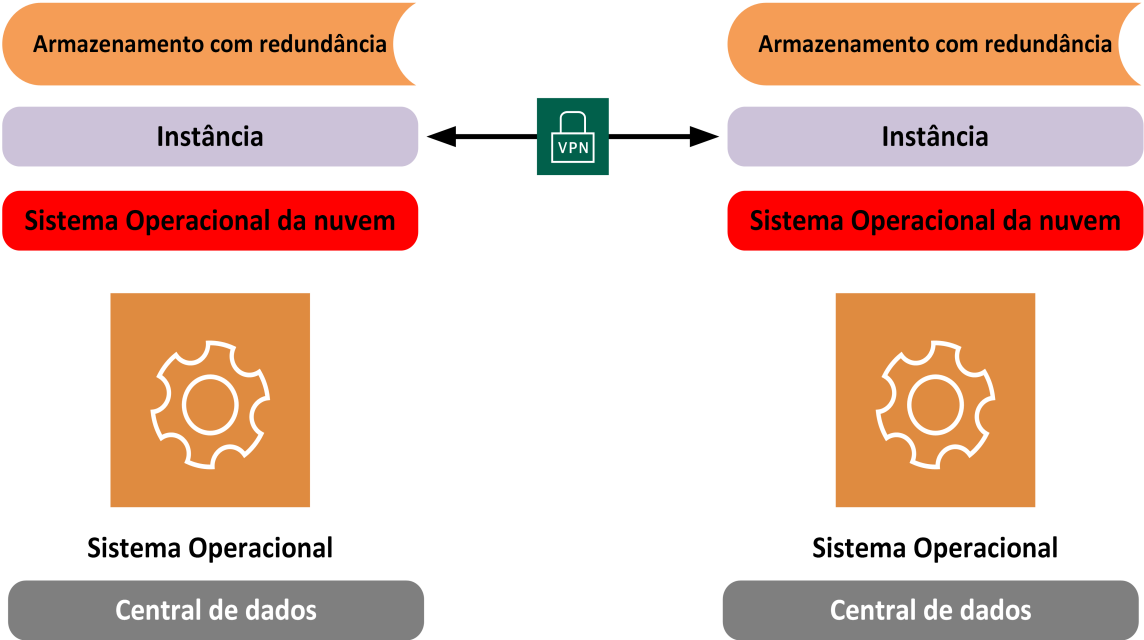 Armazenamento com redundância
Armazenamento com redundância
Instância
VPN
Instância
Sistema Operacional da nuvem
Sistema Operacional da nuvem
Sistema Operacional
Sistema Operacional
Central de dados
Central de dados